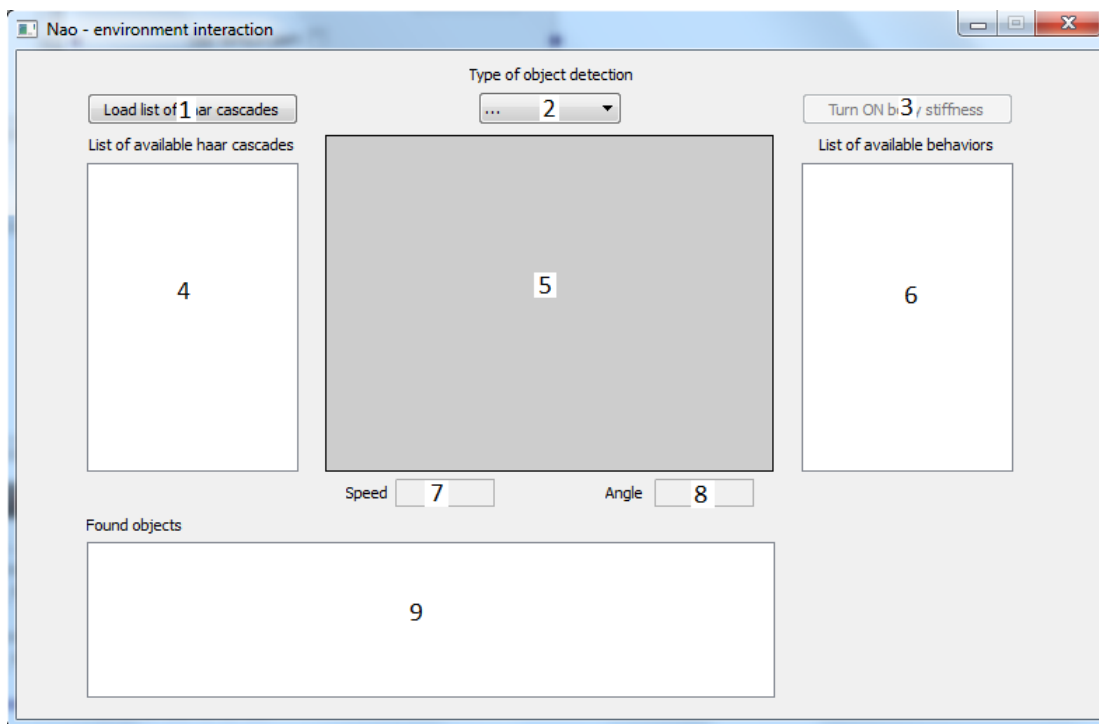 Nao - environment interaction
Type of object detection
Load list of 1 ar cascades
... 2
Turn ON b 3 y stiffness
List of available haar cascades
List of available behaviors
4
5
6
Speed 7
Angle 8
Found objects
9